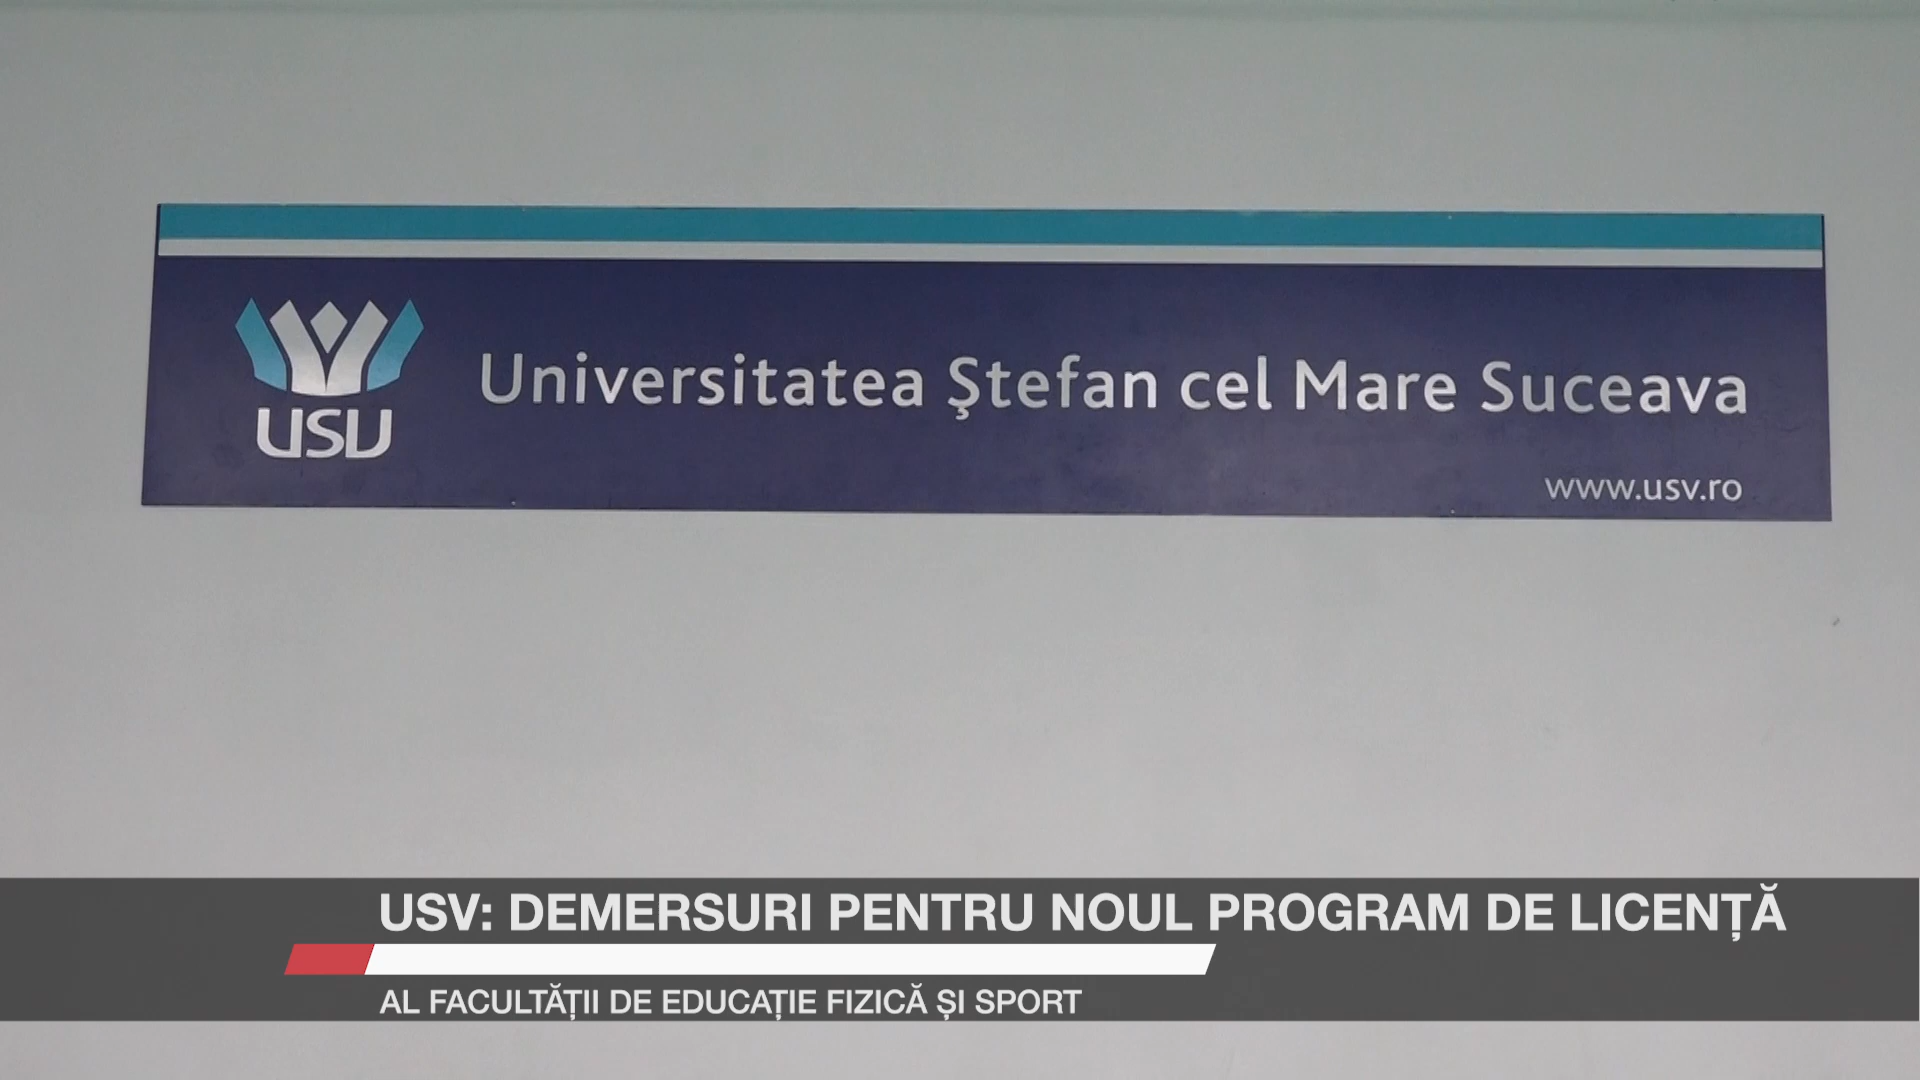 USV
Universitatea Ştefan cel Mare Suceava
www.usv.ro
USV: DEMERSURI PENTRU NOUL PROGRAM DE LICENȚĂ
AL FACULTĂȚII DE EDUCAȚIE FIZICĂ ȘI SPORT